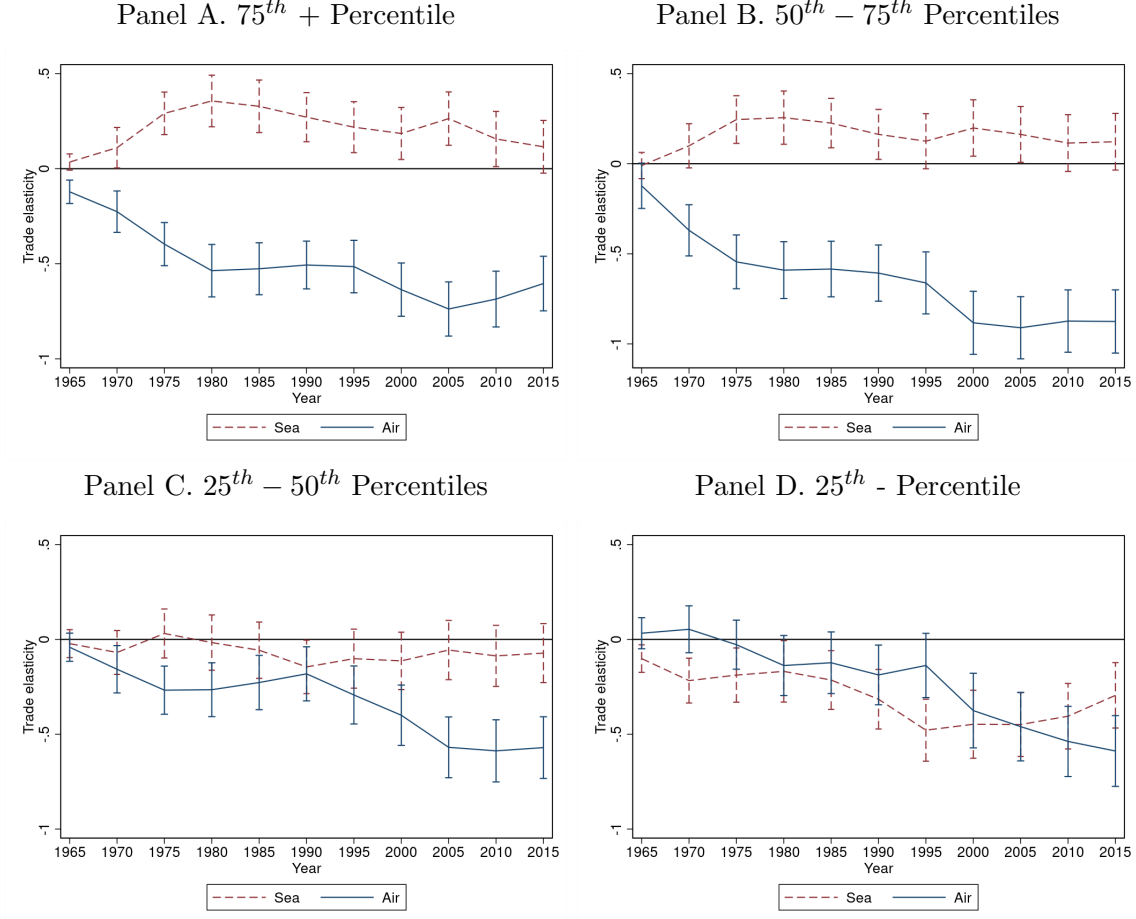 Panel A. 75th + Percentile
Trade elasticity
.5
0
-.5
-1
1965 1970 1975 1980 1985 1990 1995 2000 2005 2010 2015
Year
Sea Air
Panel B. 50th – 75th Percentiles
Trade elasticity
.5
0
-.5
-1
1965 1970 1975 1980 1985 1990 1995 2000 2005 2010 2015
Year
Sea Air
Panel C. 25th – 50th Percentiles
Trade elasticity
.5
0
-.5
-1
1965 1970 1975 1980 1985 1990 1995 2000 2005 2010 2015
Year
Sea Air
Panel D. 25th - Percentile
Trade elasticity
.5
0
-.5
-1
1965 1970 1975 1980 1985 1990 1995 2000 2005 2010 2015
Year
Sea Air